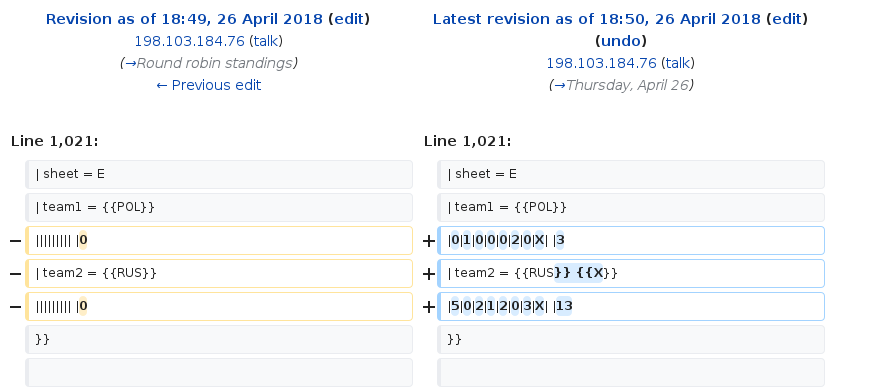 Revision as of 18:49, 26 April 2018 (edit)
198.103.184.76 (talk)
(→Round robin standings)
← Previous edit
Latest revision as of 18:50, 26 April 2018 (edit)
(undo)
198.103.184.76 (talk)
(→Thursday, April 26)
Line 1,021:
Line 1,021:
| sheet = E
| sheet = E
| team1 = {{POL}}
| team1 = {{POL}}
− ||||||||| |0
+ |0|1|0|0|0|2|0|X| |3
− | team2 = {{RUS}}
+ | team2 = {{RUS}} {{X}}
− ||||||||| |0
+ |5|0|2|1|2|0|3|X| |13
}}
}}